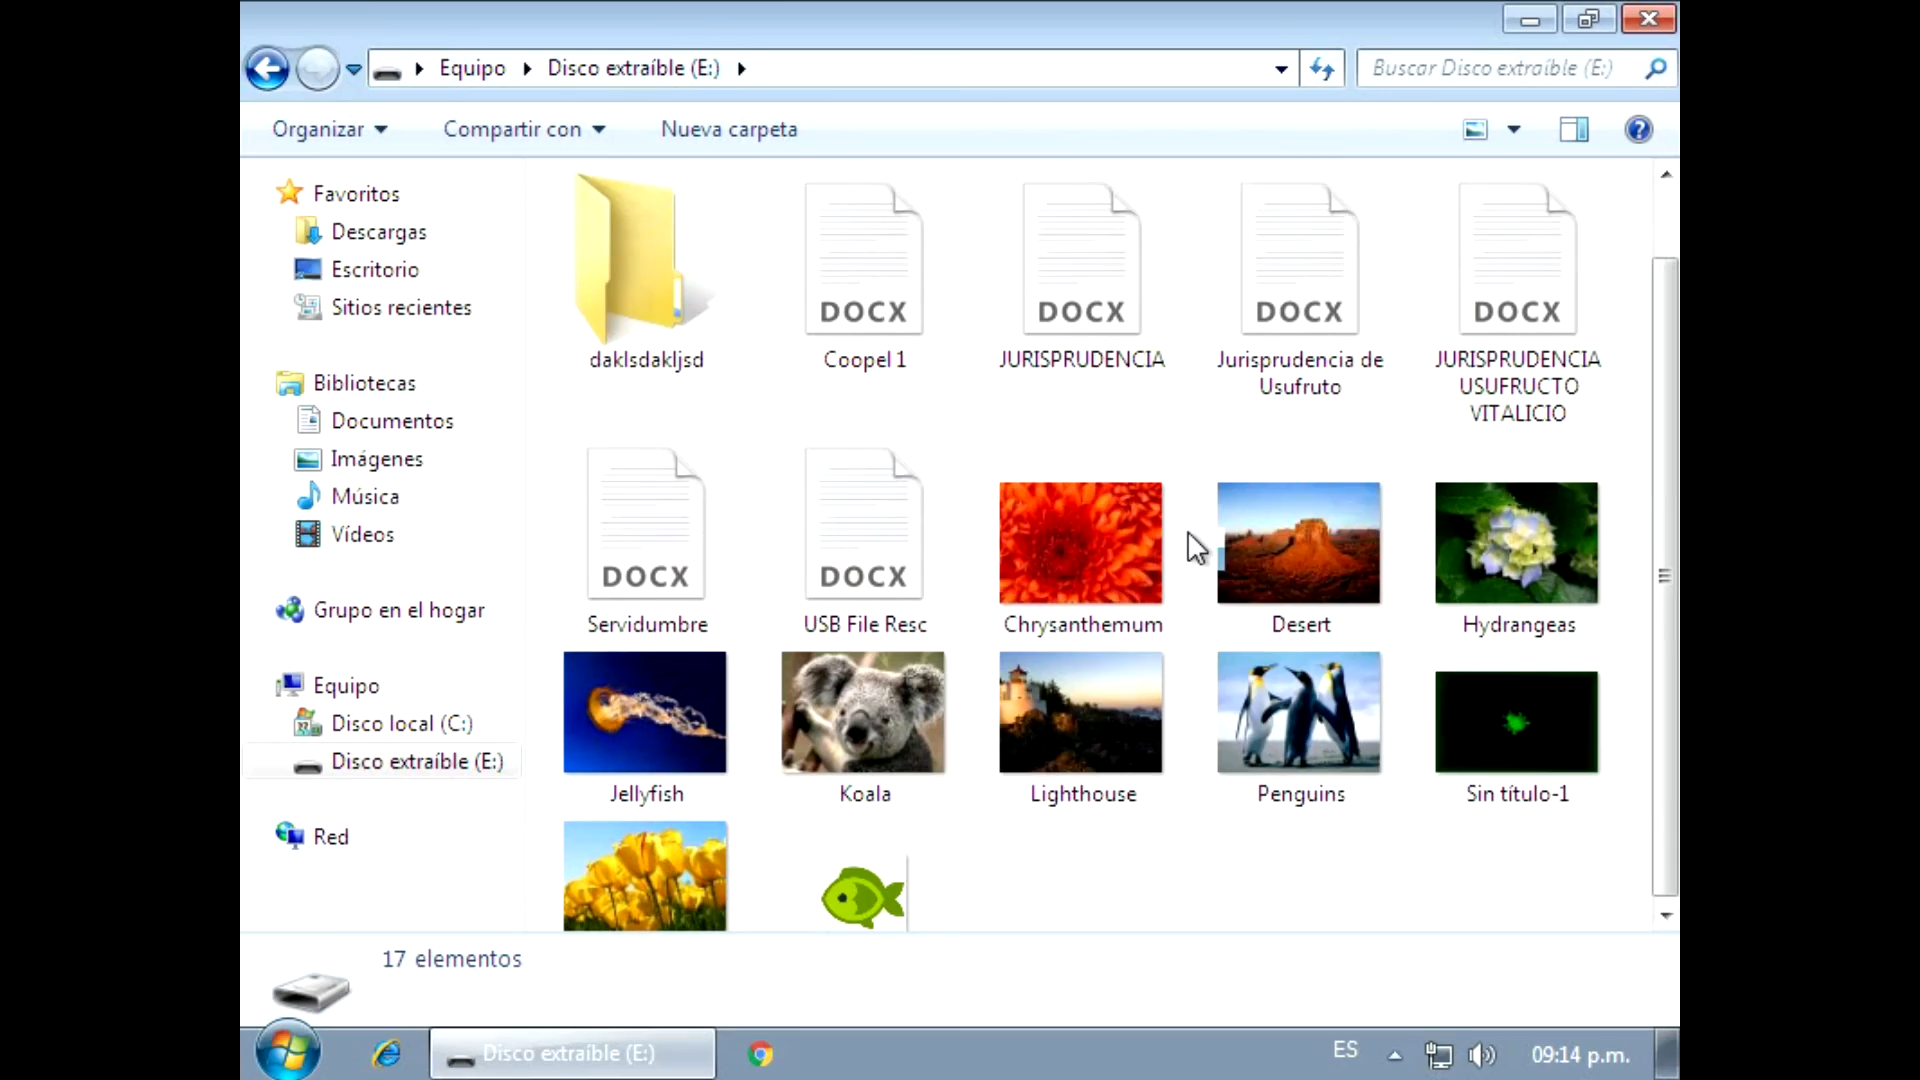 Equipo
Disco extraíble (E:)
Buscar Disco extraíble (E:)
Organizar
Compartir con
Nueva carpeta
Favoritos
Descargas
Escritorio
Sitios recientes
Bibliotecas
Documentos
Imágenes
Música
Vídeos
Grupo en el hogar
Equipo
Disco local (C:)
Disco extraíble (E:)
Red
DOCX
DOCX
DOCX
DOCX
daklsdakljsd
Coopel 1
JURISPRUDENCIA
Jurisprudencia de
Usufruto
JURISPRUDENCIA
USUFRUCTO
VITALICIO
DOCX
DOCX
Servidumbre
USB File Resc
Chrysanthemum
Desert
Hydrangeas
Jellyfish
Koala
Lighthouse
Penguins
Sin título-1
17 elementos
Disco extraíble (E:)
ES
09:14 p.m.